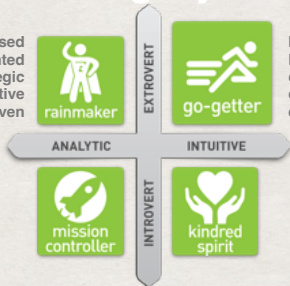 EXTROVERT
rainmaker
go-getter
ANALYTIC
INTUITIVE
INTROVERT
mission
controller
kindred
spirit